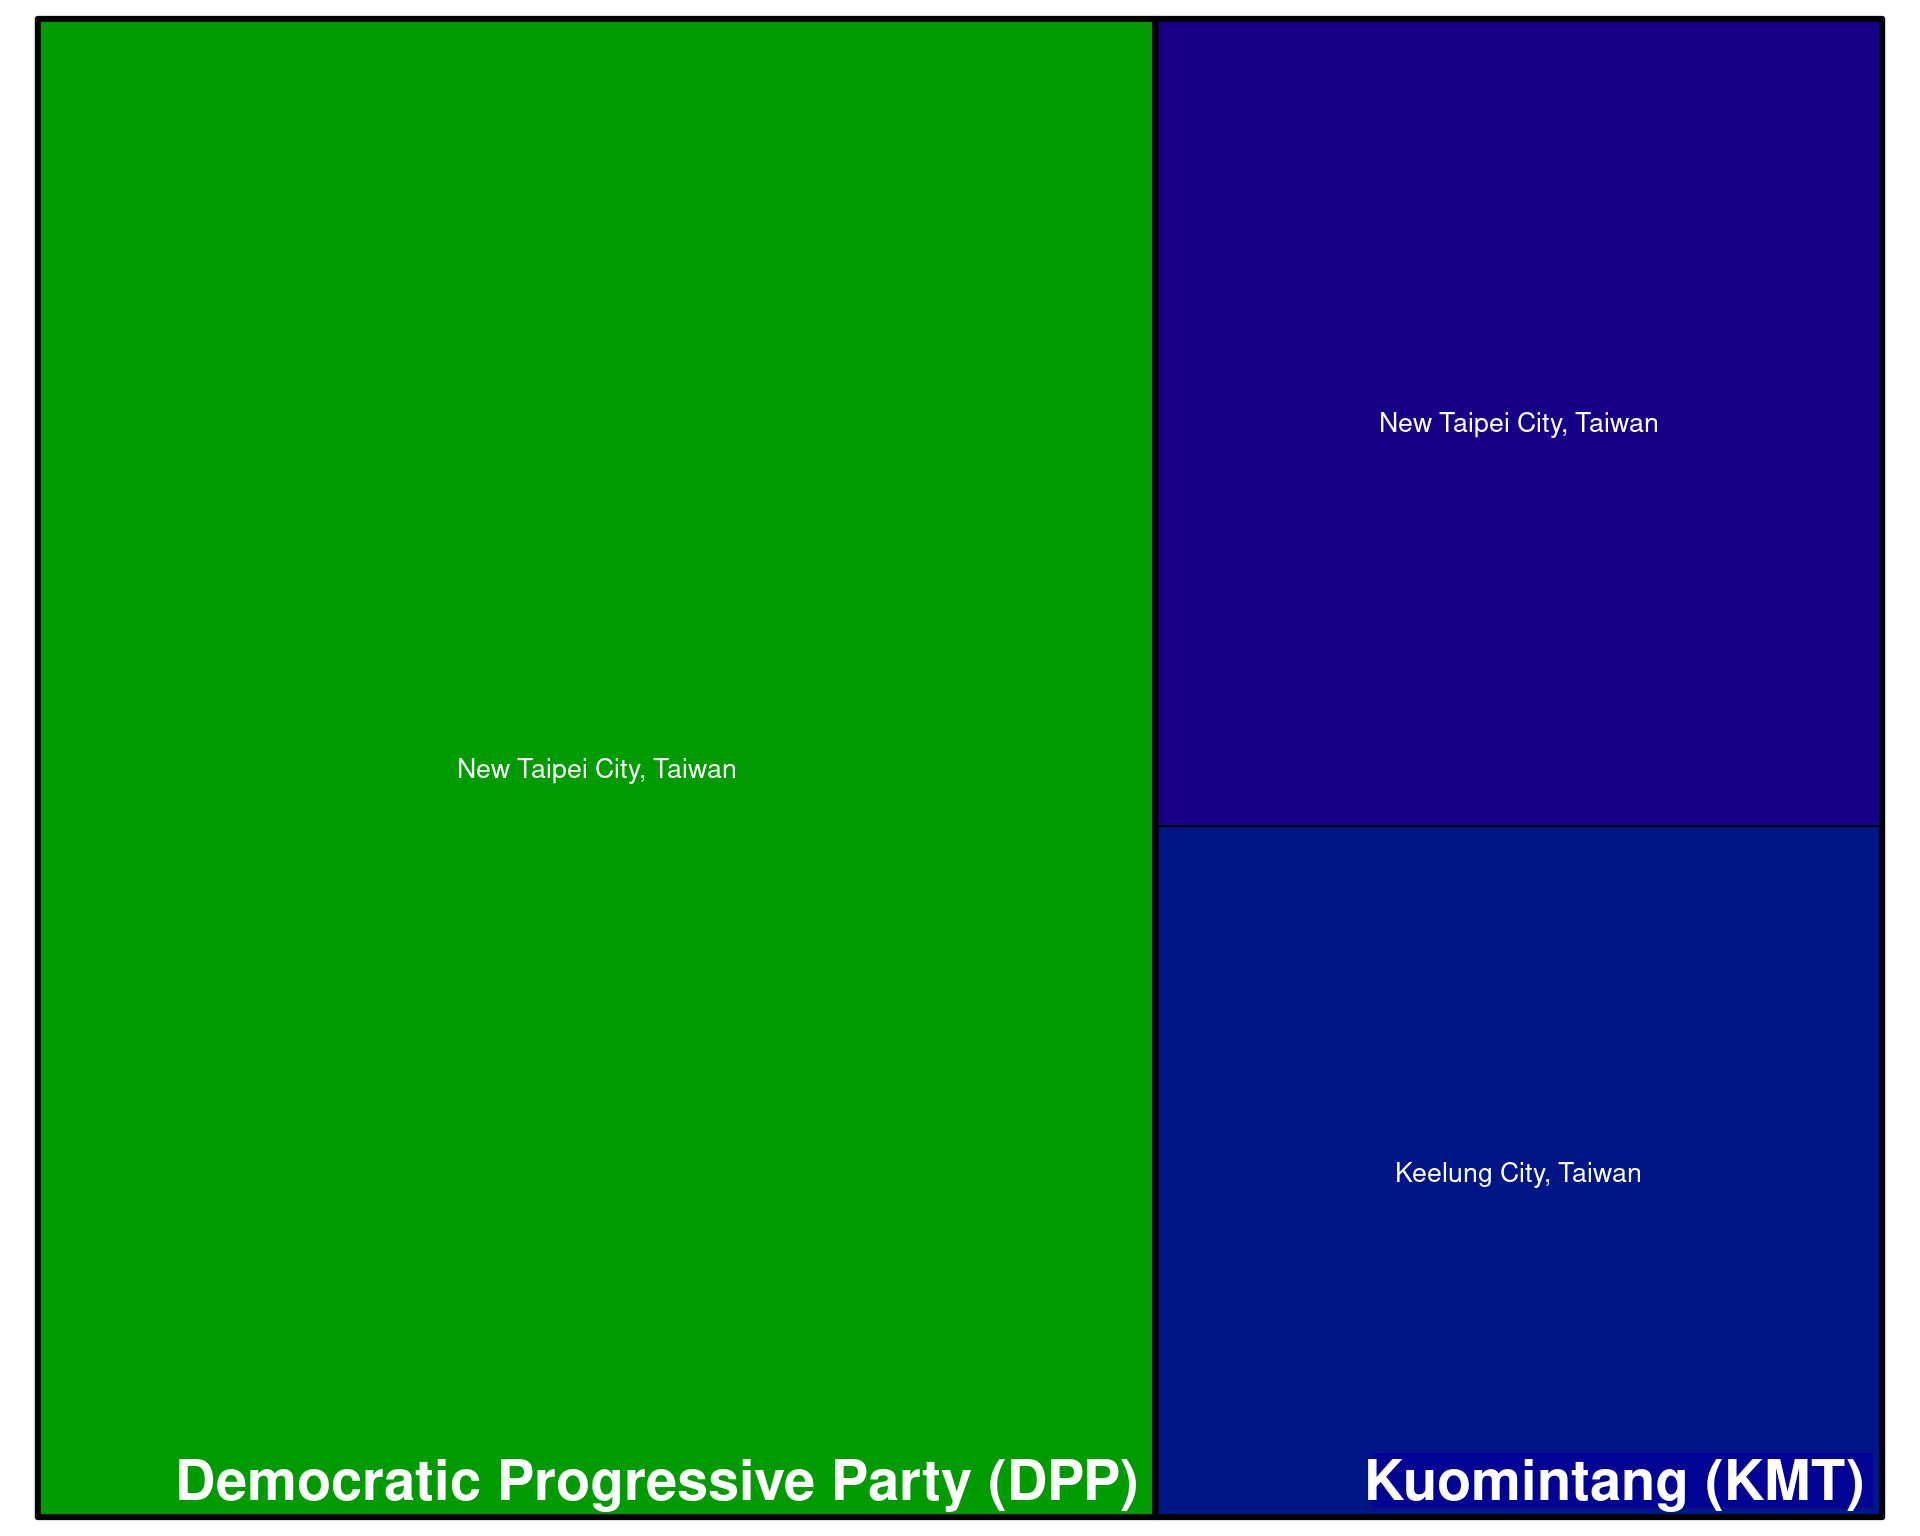 New Taipei City, Taiwan
Democratic Progressive Party (DPP)
New Taipei City, Taiwan
Keelung City, Taiwan
Kuomintang (KMT)